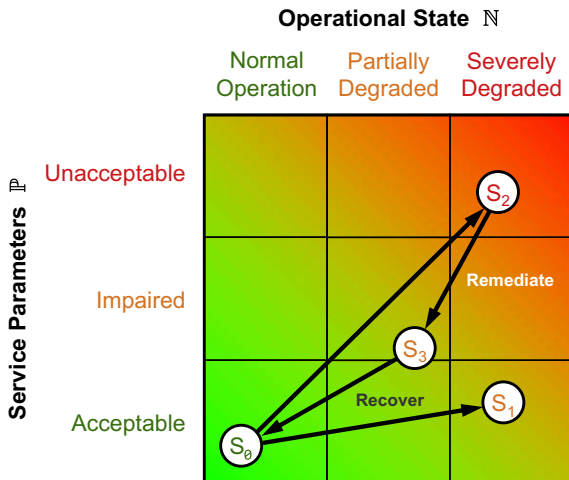 Operational State ℕ
Normal Operation
Partially Degraded
Severely Degraded
Service Parameters ℙ
Unacceptable
Impaired
Acceptable
S₂
Remediate
S₃
Recover
S₁
S₀